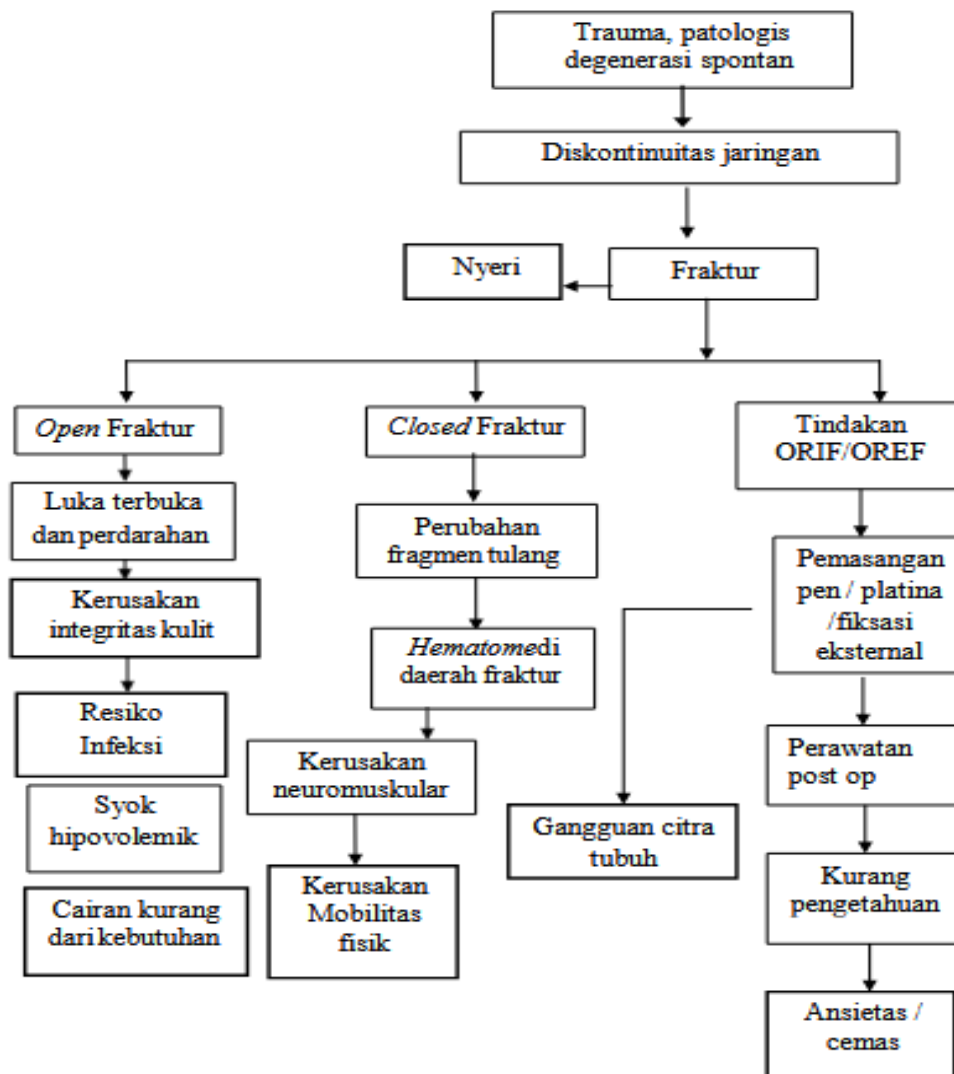 Trauma, patologis
degenerasi spontan
Diskontinuitas jaringan
Nyeri
Fraktur
Open Fraktur
Luka terbuka
dan perdarahan
Kerusakan
integritas kulit
Resiko
Infeksi
Syok
hipovolemik
Cairan kurang
dari kebutuhan
Closed Fraktur
Perubahan
fragmen tulang
Hematomedi
daerah fraktur
Kerusakan
neuromuskular
Kerusakan
Mobilitas
fisik
Tindakan
ORIF/OREF
Pemasangan
pen / platina
/fiksasi
eksternal
Gangguan citra
tubuh
Perawatan
post op
Kurang
pengetahuan
Ansietas /
cemas